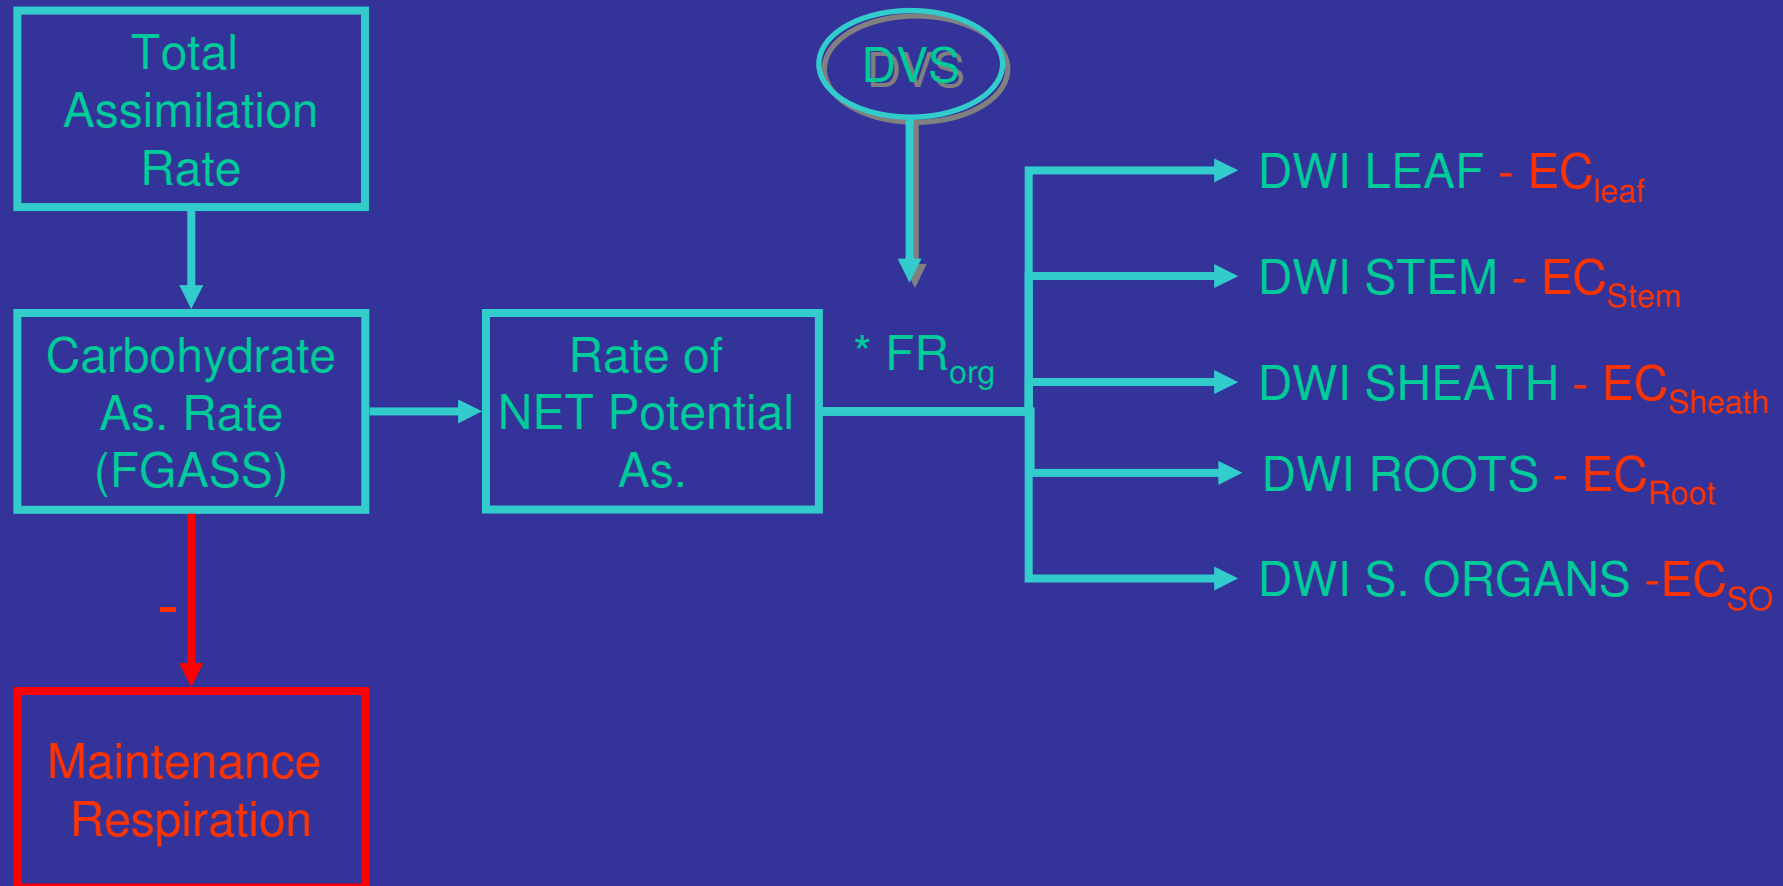 Total
Assimilation
Rate
DVS
Carbohydrate
As. Rate
(FGASS)
Rate of
NET Potential
As.
* FRorg
DWI LEAF - ECleaf
DWI STEM - ECStem
DWI SHEATH - ECSheath
DWI ROOTS - ECRoot
DWI S. ORGANS -ECSO
-
Maintenance
Respiration